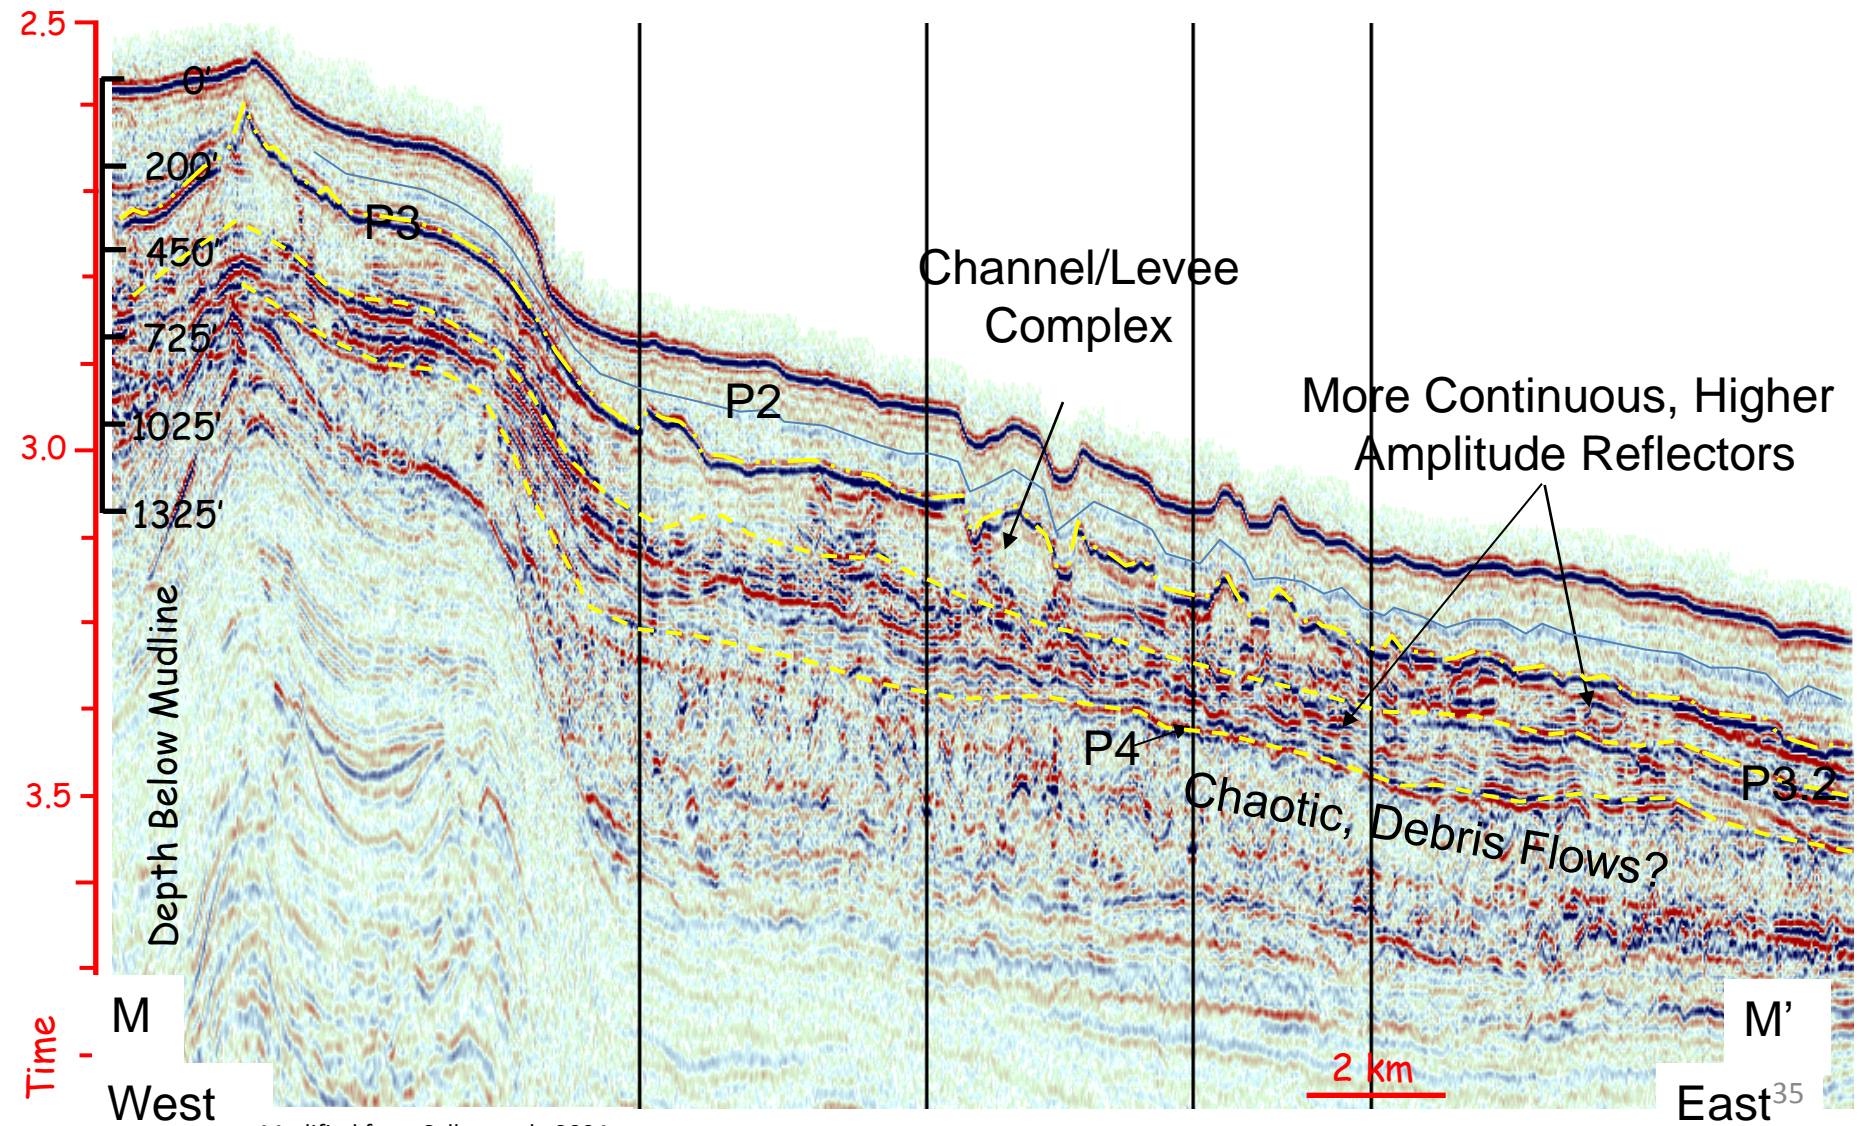 2.5
0'
200'
P3
450'
Channel/Levee
Complex
725'
P2
More Continuous, Higher
Amplitude Reflectors
1025'
3.0
1325'
Depth Below Mudline
P4
P3.2
3.5
Chaotic, Debris Flows?
M
M’
Time
2 km
West
East
35